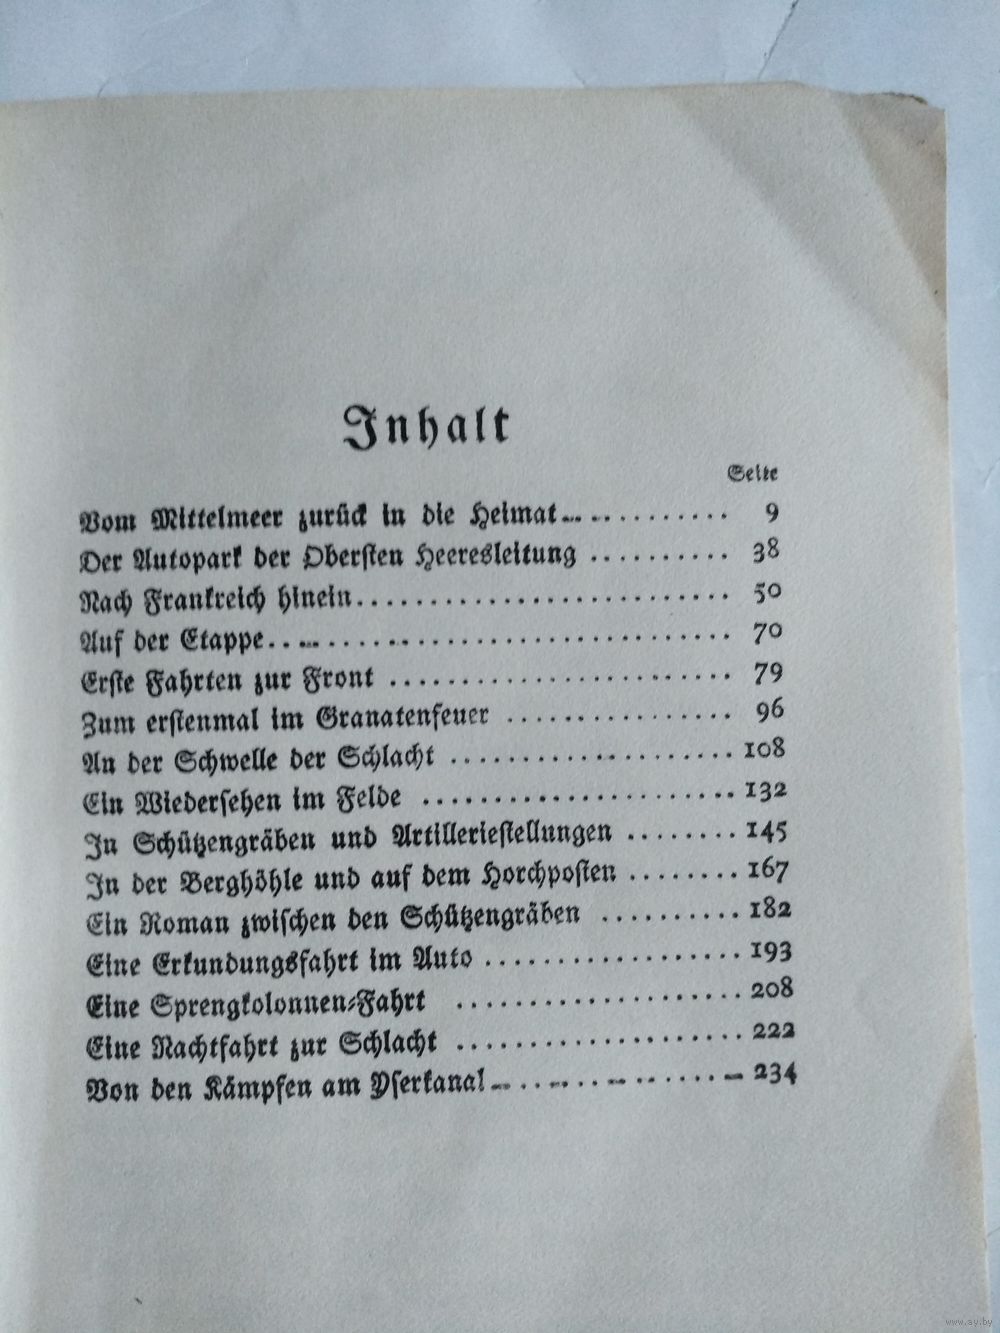 Inhalt
Seite
Vom Mittelmeer zurück in die Heimat ............ 9
Der Autopark der Obersten Heeresleitung .......... 38
Nach Frankreich hinein.......................... 50
Auf der Etappe................................ 70
Erste Fahrten zur Front ........................ 79
Zum erstenmal im Granatenfeuer ................ 96
An der Schwelle der Schlacht .................... 108
Ein Wiedersehen im Felde ...................... 132
In Schützengräben und Artilleriestellungen ........ 145
In der Berghöhle und auf dem Horchposten ........ 167
Ein Roman zwischen den Schützengräben .......... 182
Eine Erkundungsfahrt im Auto .................. 193
Eine Sprengkolonnen-Fahrt .................... 208
Eine Nachtfahrt zur Schlacht .................... 222
Von den Kämpfen am Yserkanal ................ 234
www.ay.by